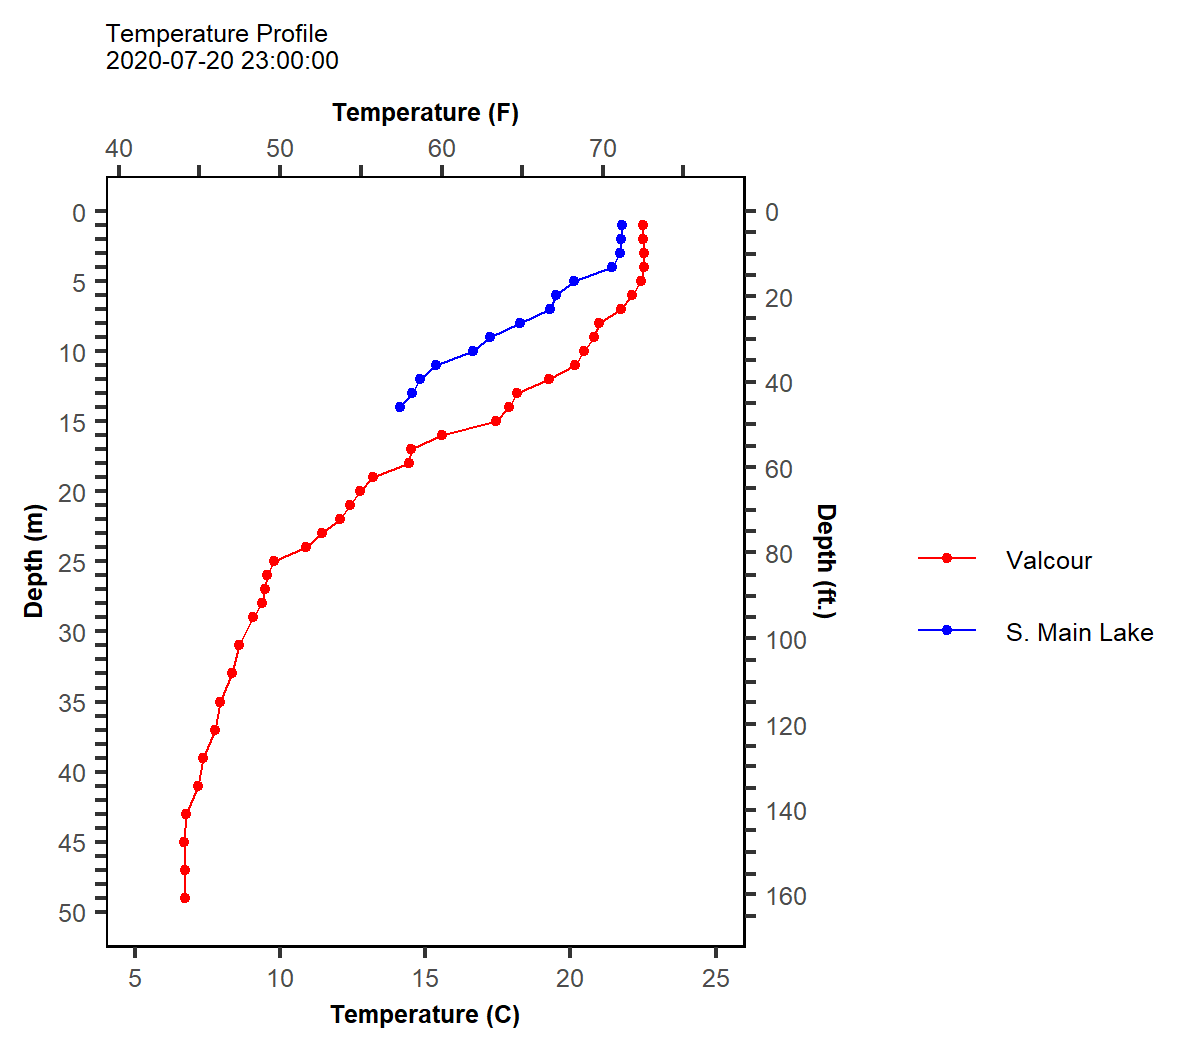 Temperature Profile
2020-07-20 23:00:00
Temperature (F)
40 50 60 70
0
5
10
15
20
25
30
35
40
45
50
Depth (m)
0
20
40
60
80
100
120
140
160
Depth (ft.)
5 10 15 20 25
Temperature (C)
Valcour
S. Main Lake